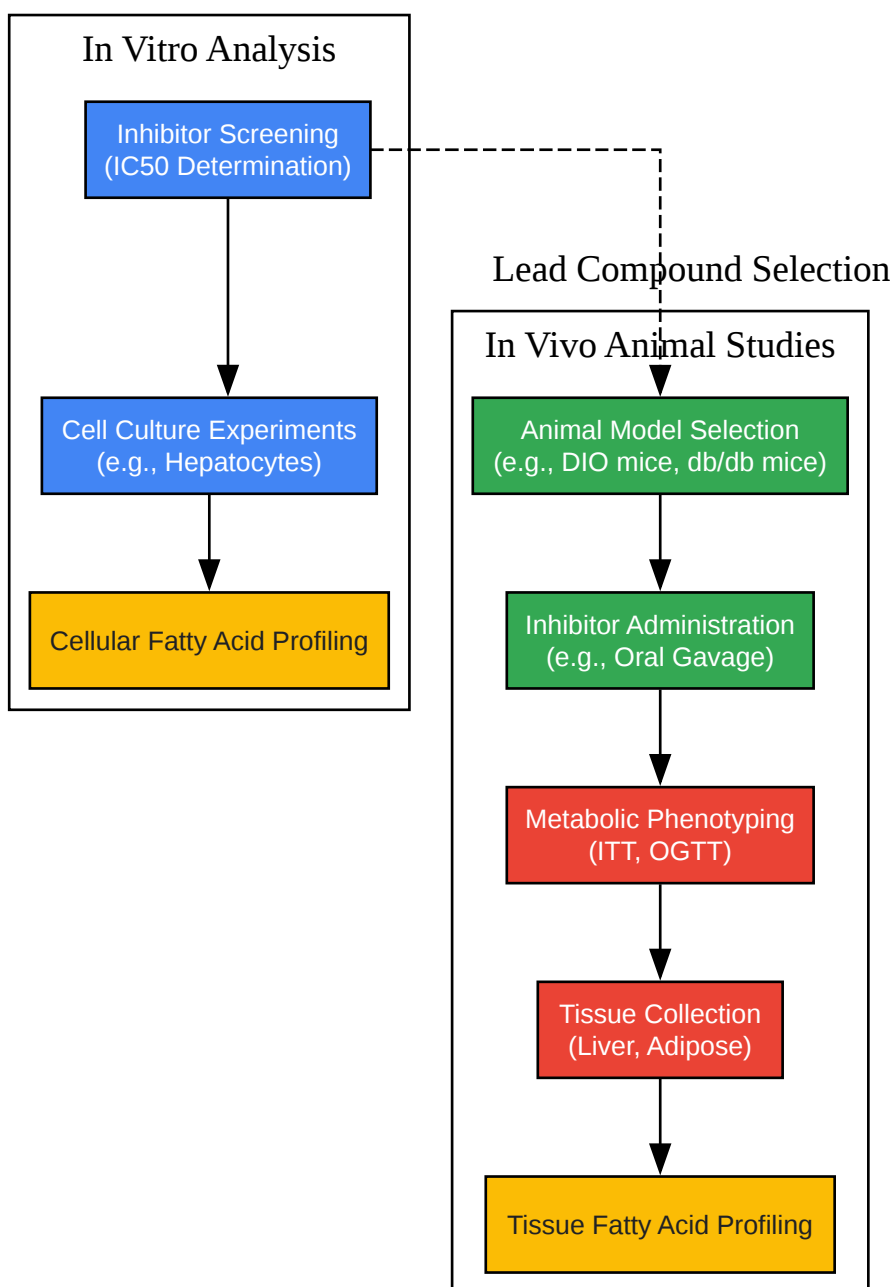 In Vitro Analysis
Inhibitor Screening
(IC50 Determination)
Cell Culture Experiments
(e.g., Hepatocytes)
Cellular Fatty Acid Profiling
Lead Compound Selection
In Vivo Animal Studies
Animal Model Selection
(e.g., DIO mice, db/db mice)
Inhibitor Administration
(e.g., Oral Gavage)
Metabolic Phenotyping
(ITT, OGTT)
Tissue Collection
(Liver, Adipose)
Tissue Fatty Acid Profiling